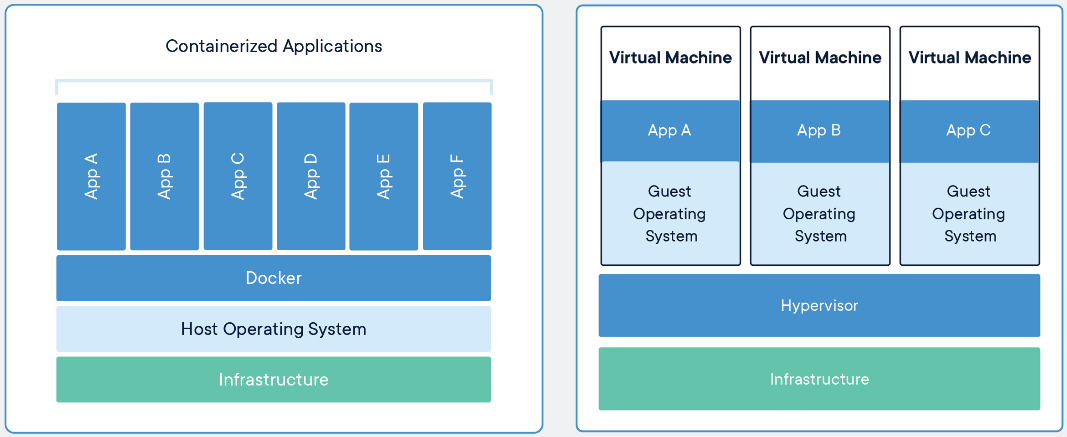 Containerized Applications
App A
App B
App C
App D
App E
App F
Docker
Host Operating System
Infrastructure
Virtual Machine
App A
Guest
Operating
System
Virtual Machine
App B
Guest
Operating
System
Virtual Machine
App C
Guest
Operating
System
Hypervisor
Infrastructure